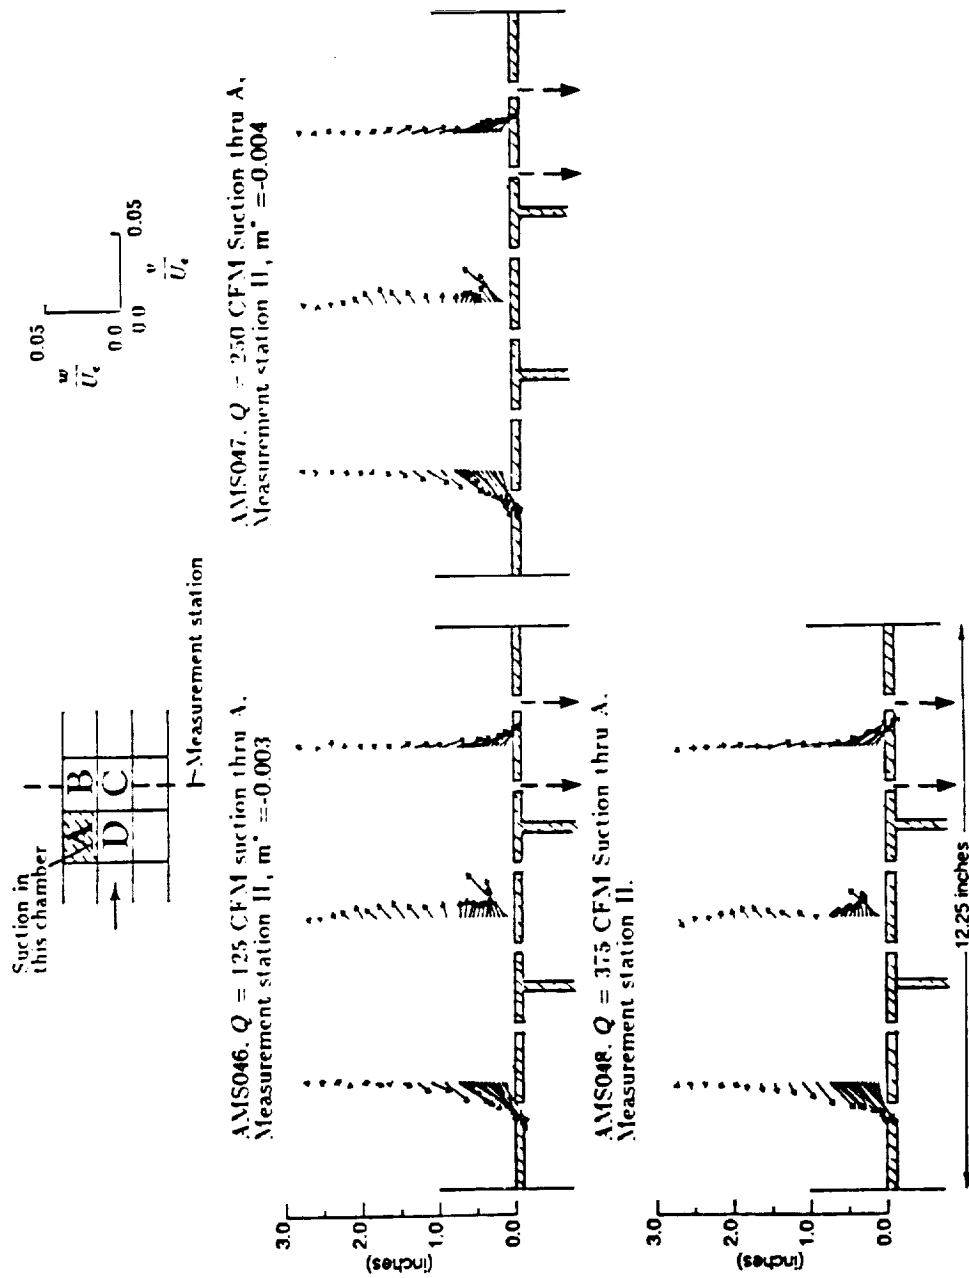 Suction in
this chamber
A
B
D
C
Measurement station
0.05
w
U_e
0.0
0.0
0.05
v
U_e
AMS046. Q = 125 CFM suction thru A.
Measurement station II, m* =-0.003
AMS047. Q = 250 CFM Suction thru A.
Measurement station II, m* =-0.004
3.0
2.0
1.0
0.0
(inches)
AMS048. Q = 375 CFM Suction thru A.
Measurement station II.
3.0
2.0
1.0
0.0
(inches)
12.25 inches